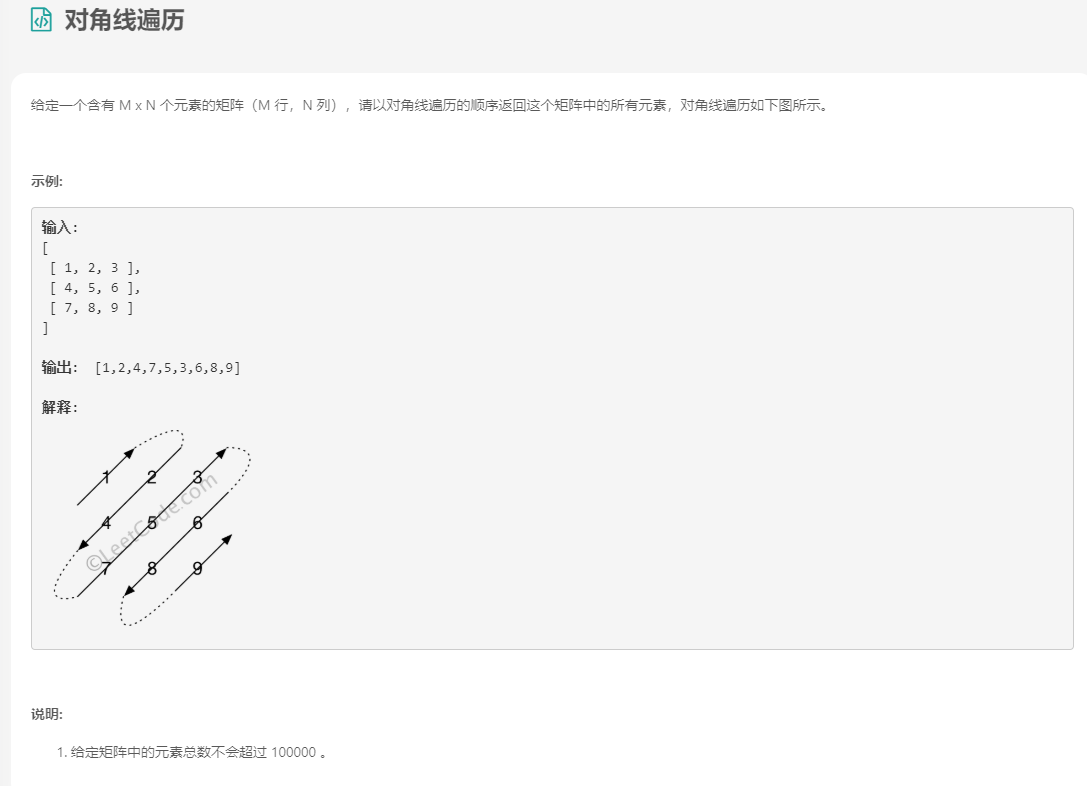 对角线遍历
给定一个含有 M x N 个元素的矩阵（M 行，N 列），请以对角线遍历的顺序返回这个矩阵中的所有元素，对角线遍历如下图所示。
示例:
输入:
[
[ 1, 2, 3 ],
[ 4, 5, 6 ],
[ 7, 8, 9 ]
]
输出: [1,2,4,7,5,3,6,8,9]
解释:
1 2 3
4 5 6
7 8 9
©LeetCode.com
说明:
1. 给定矩阵中的元素总数不会超过 100000 。